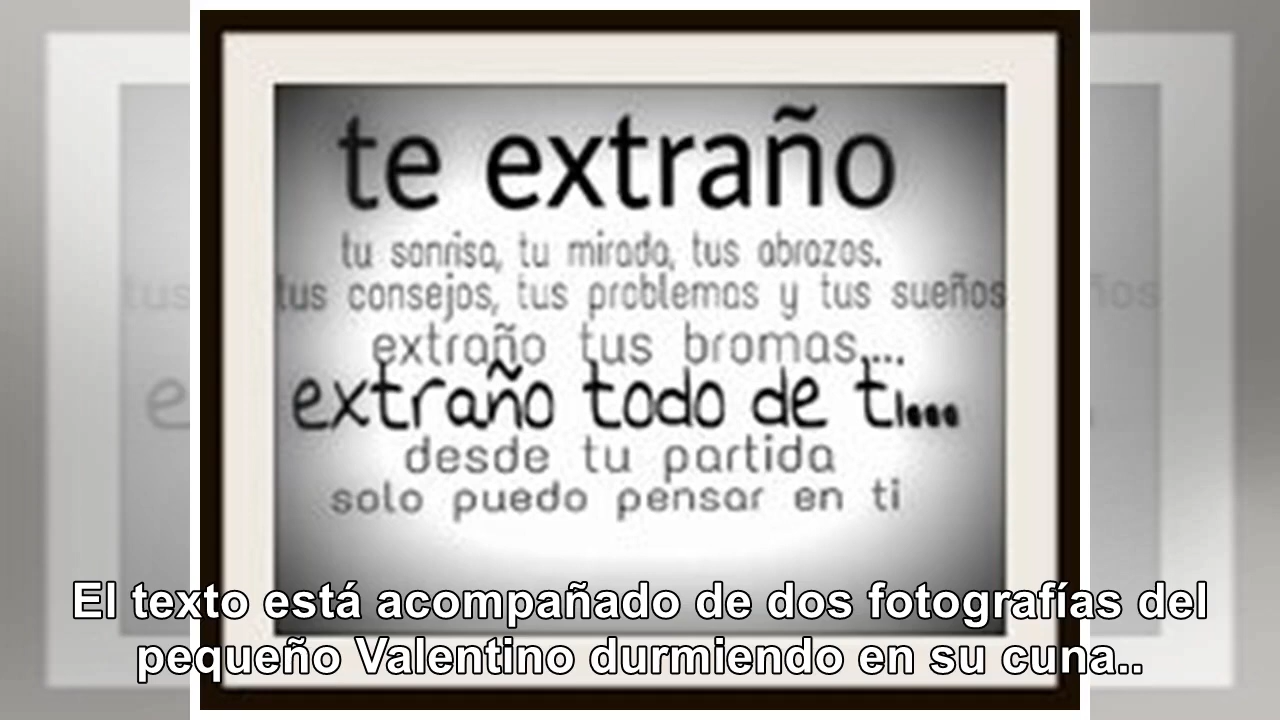 te extraño
tu sonrisa, tu mirada, tus abrazos.
tus consejos, tus problemas y tus sueños
extraño tus bromas,...
extraño todo de ti...
desde tu partida
solo puedo pensar en ti
El texto está acompañado de dos fotografías del
pequeño Valentino durmiendo en su cuna..